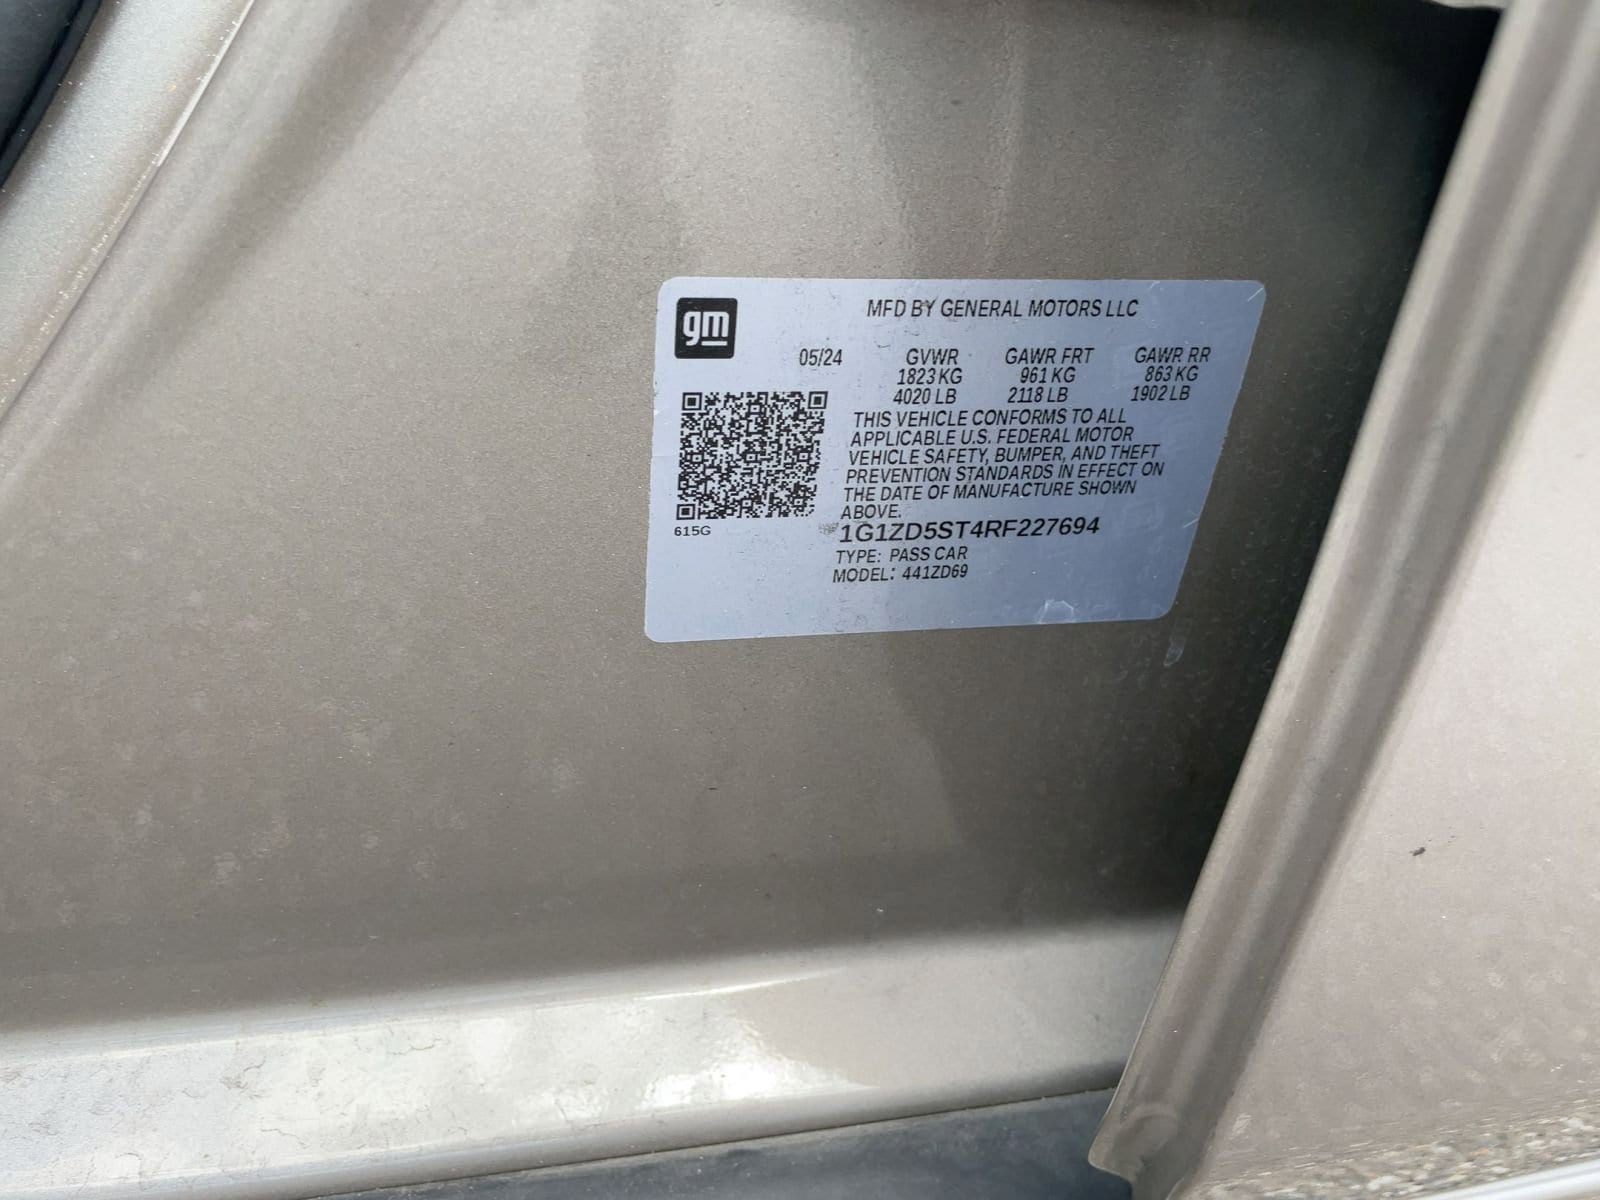 gm
MFD BY GENERAL MOTORS LLC
05/24 GVWR GAWR FRT GAWR RR
1823 KG 961 KG 863 KG
4020 LB 2118 LB 1902 LB
THIS VEHICLE CONFORMS TO ALL
APPLICABLE U.S. FEDERAL MOTOR
VEHICLE SAFETY, BUMPER, AND THEFT
PREVENTION STANDARDS IN EFFECT ON
THE DATE OF MANUFACTURE SHOWN
ABOVE.
615G
1G1ZD5ST4RF227694
TYPE: PASS CAR
MODEL: 441ZD69